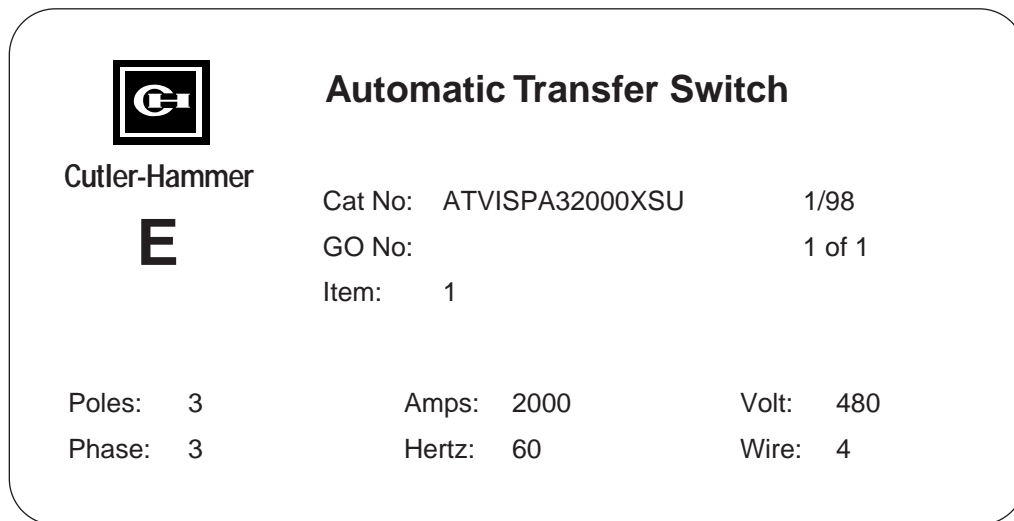 Automatic Transfer Switch
CH
Cutler-Hammer
E
Cat No: ATVISPA32000XSU 1/98
GO No: 1 of 1
Item: 1
Poles: 3 Amps: 2000 Volt: 480
Phase: 3 Hertz: 60 Wire: 4